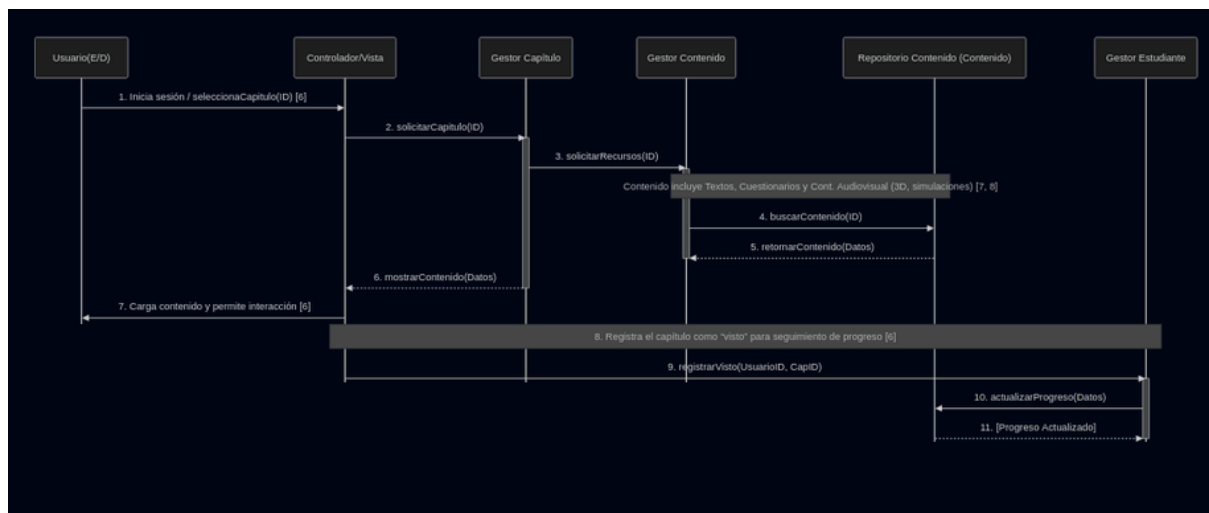 Usuario(E/D)
Controlador/Vista
Gestor Capítulo
Gestor Contenido
Repositorio Contenido (Contenido)
Gestor Estudiante
1. Inicia sesión / seleccionaCapitulo(ID) [6]
2. solicitarCapitulo(ID)
3. solicitarRecursos(ID)
Contenido incluye Textos, Cuestionarios y Cont. Audiovisual (3D, simulaciones) [7, 8]
4. buscarContenido(ID)
5. retornarContenido(Datos)
6. mostrarContenido(Datos)
7. Carga contenido y permite interacción [6]
8. Registra el capítulo como "visto" para seguimiento de progreso [6]
9. registrarVisto(UsuarioID, CapID)
10. actualizarProgreso(Datos)
11. [Progreso Actualizado]